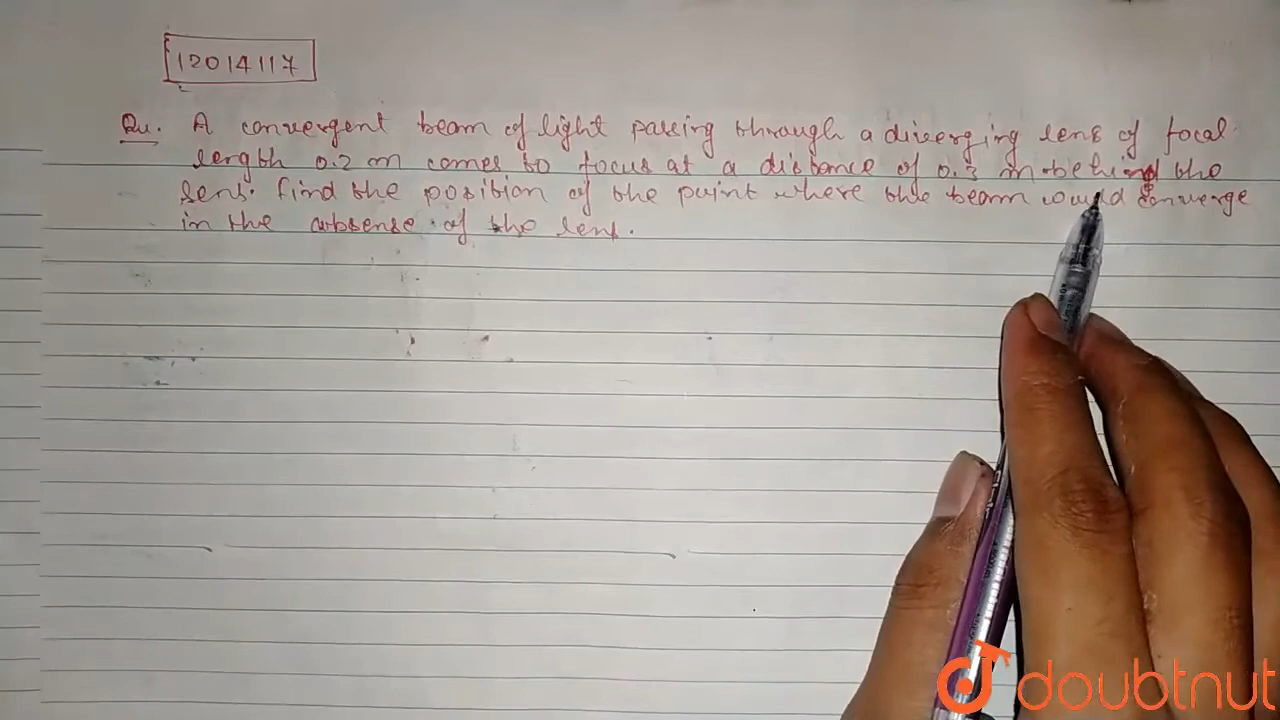 12014117
Qu. A convergent beam of light passing through a diverging lens of focal
length 0.2 m comes to focus at a distance of 0.3 m behind the
lens. find the position of the point where the beam would converge
in the absense of the lens.
doubtnut